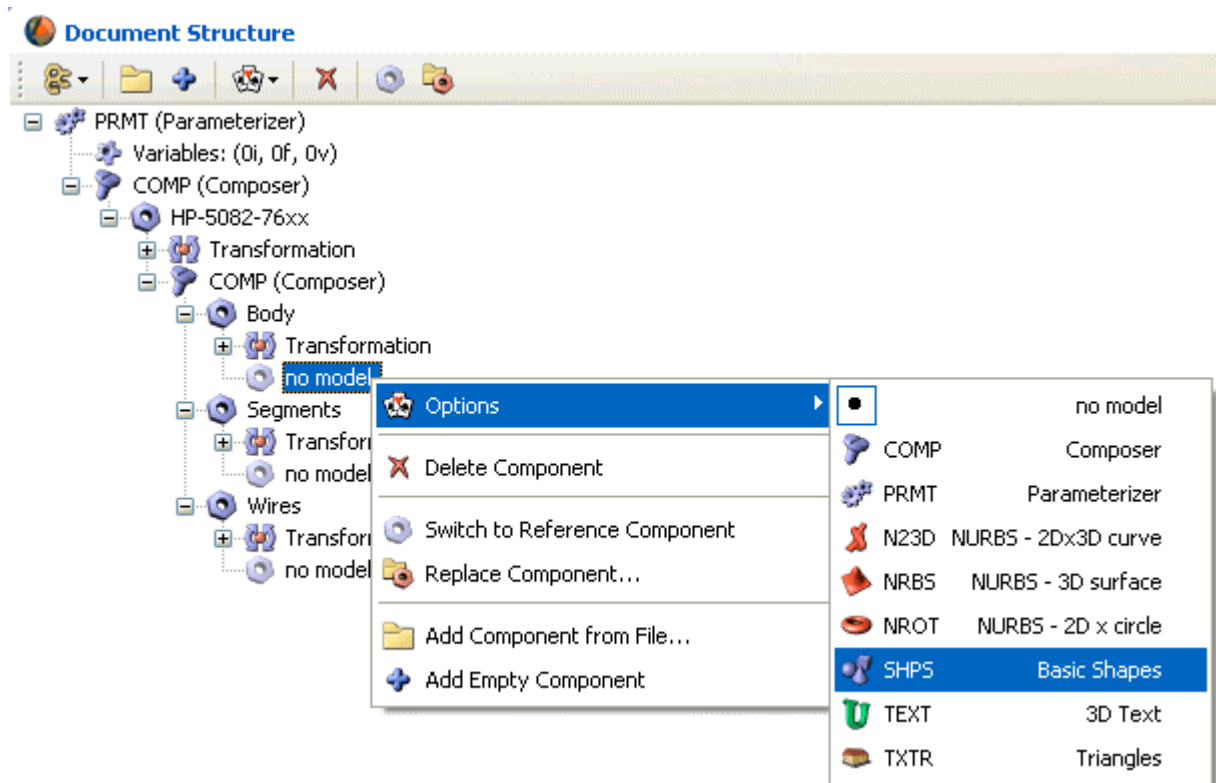 Document Structure
PRMT (Parameterizer)
Variables: (0i, 0f, 0v)
COMP (Composer)
HP-5082-76xx
Transformation
COMP (Composer)
Body
Transformation
no model
Segments
Transforr
no model
Wires
Transforr
no model
Options
Delete Component
Switch to Reference Component
Replace Component...
Add Component from File...
Add Empty Component
no model
COMP Composer
PRMT Parameterizer
N23D NURBS - 2Dx3D curve
NRBS NURBS - 3D surface
NROT NURBS - 2D x circle
SHPS Basic Shapes
TEXT 3D Text
TXTR Triangles